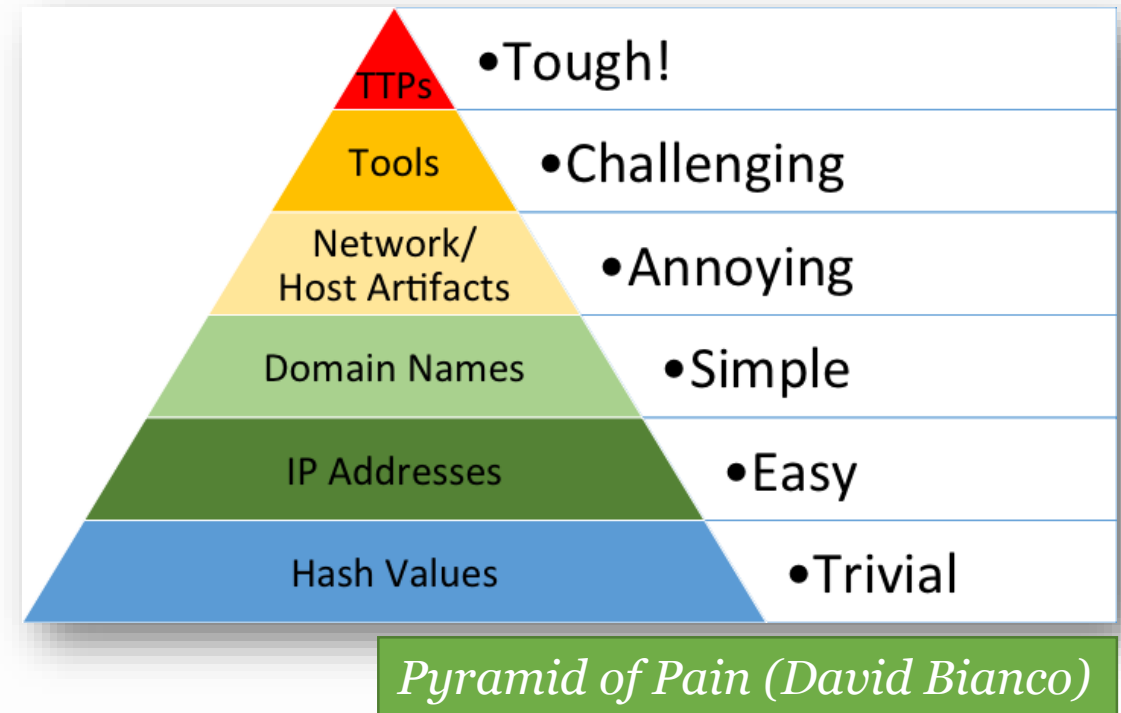 TTPs
•Tough!
Tools
•Challenging
Network/
Host Artifacts
•Annoying
Domain Names
•Simple
IP Addresses
•Easy
Hash Values
•Trivial
Pyramid of Pain (David Bianco)